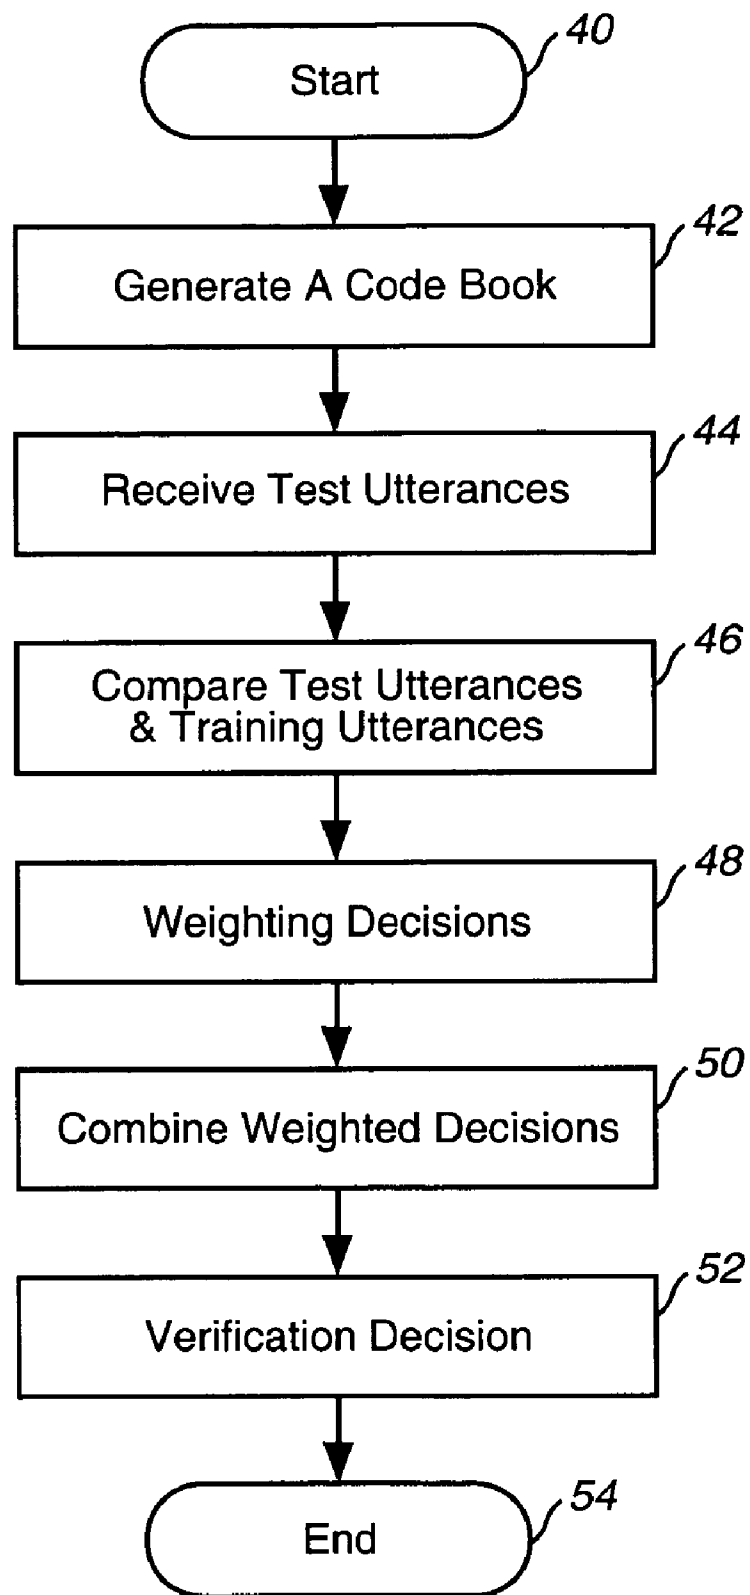 40
Start
42
Generate A Code Book
44
Receive Test Utterances
46
Compare Test Utterances
& Training Utterances
48
Weighting Decisions
50
Combine Weighted Decisions
52
Verification Decision
54
End